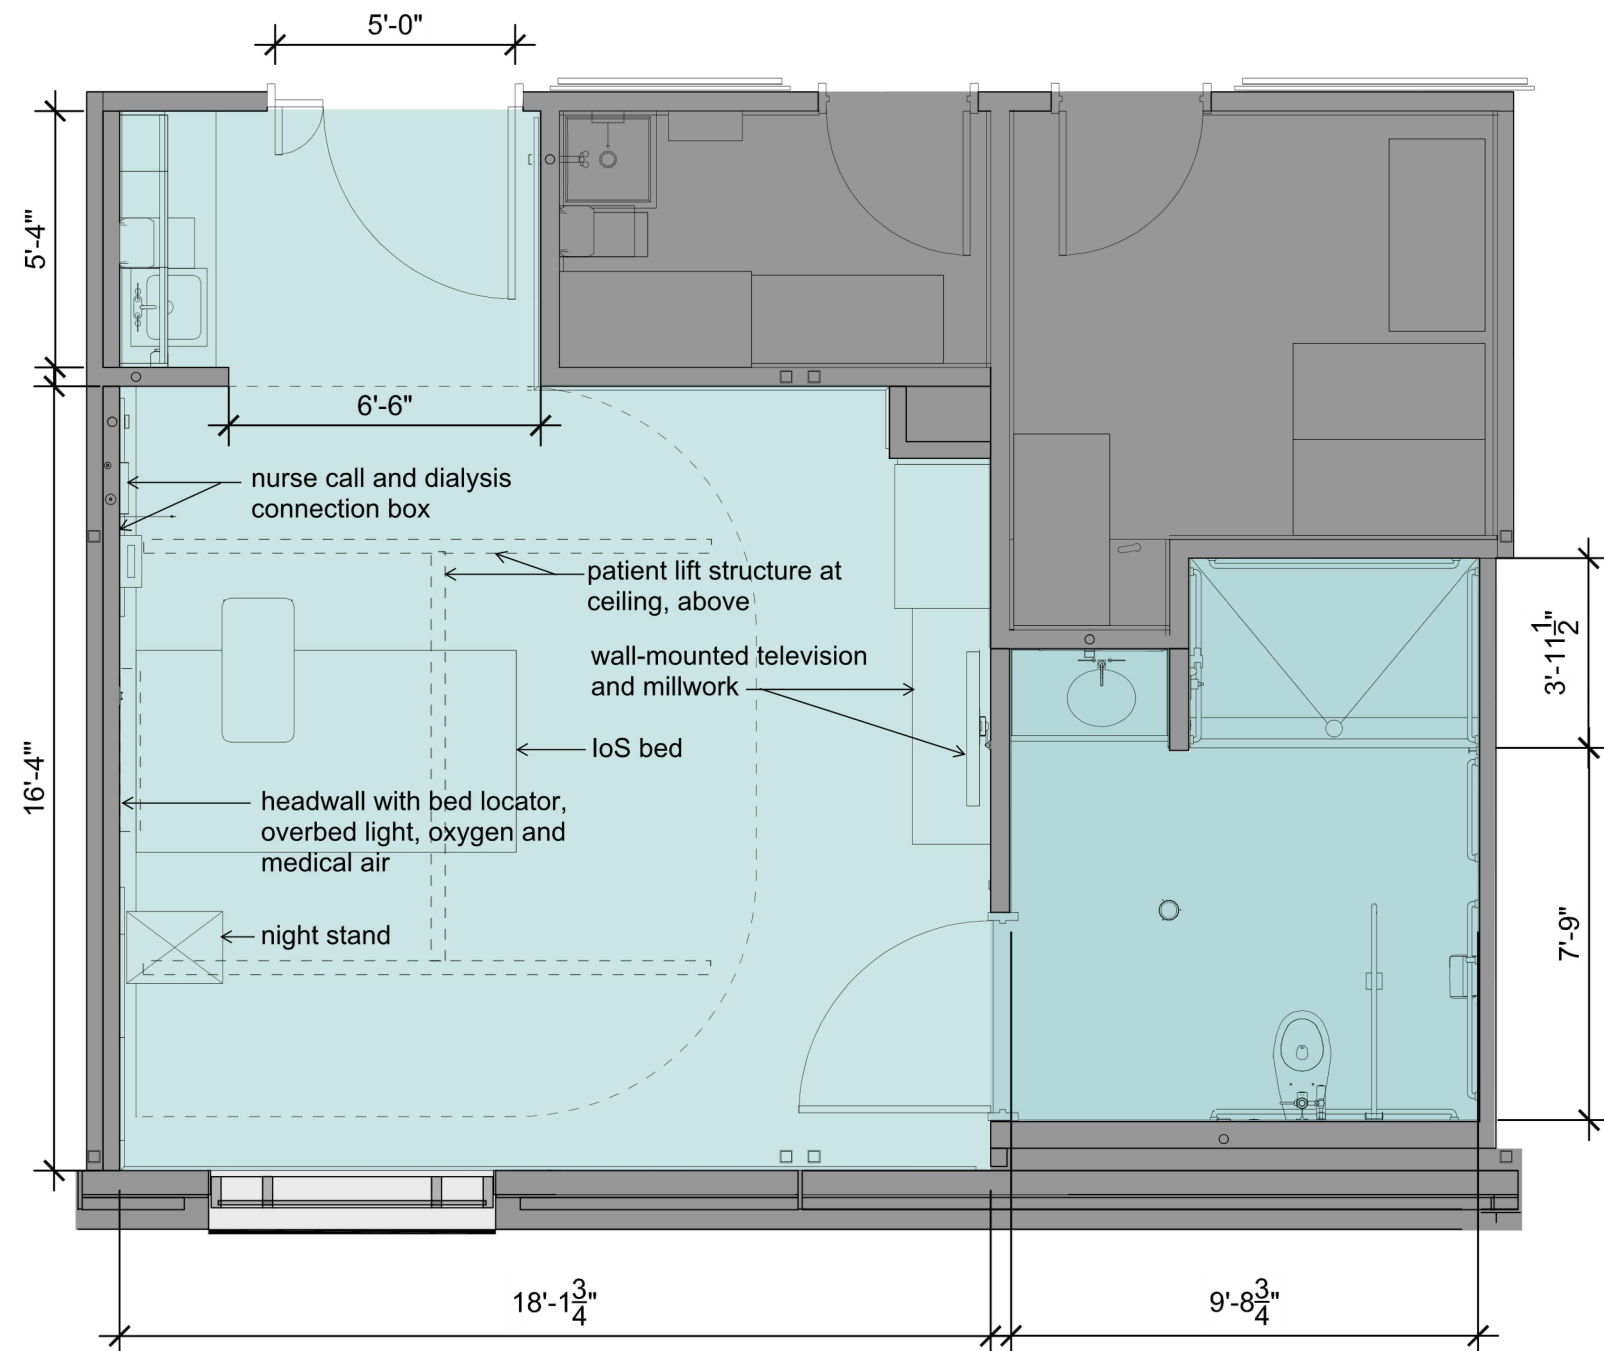 5'-0"
5'-4"'
6'-6"
nurse call and dialysis
connection box
patient lift structure at
ceiling, above
3'-11 1/2"
wall-mounted television
and millwork
IoS bed
16'-4"'
headwall with bed locator,
overbed light, oxygen and
medical air
night stand
7'-9"
18'-1 3/4"
9'-8 3/4"